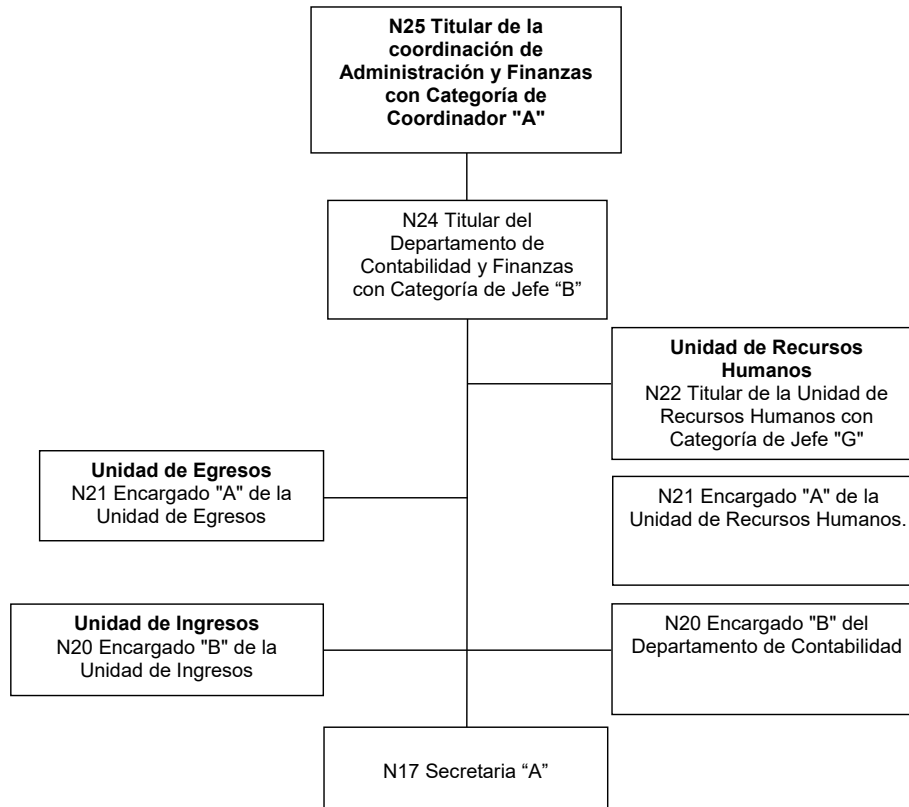 N25 Titular de la
coordinación de
Administración y Finanzas
con Categoría de
Coordinador "A"
N24 Titular del
Departamento de
Contabilidad y Finanzas
con Categoría de Jefe “B”
Unidad de Recursos
Humanos
N22 Titular de la Unidad de
Recursos Humanos con
Categoría de Jefe "G"
Unidad de Egresos
N21 Encargado "A" de la
Unidad de Egresos
N21 Encargado "A" de la
Unidad de Recursos Humanos.
Unidad de Ingresos
N20 Encargado "B" de la
Unidad de Ingresos
N20 Encargado "B" del
Departamento de Contabilidad
N17 Secretaria “A”